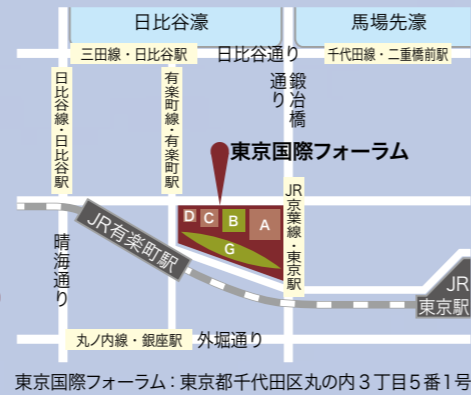 日比谷濠
馬場先濠
三田線・日比谷駅
日比谷通り
千代田線・二重橋前駅
日比谷線・日比谷駅
有楽町線・有楽町駅
鍛冶橋
通り
東京国際フォーラム
D
C
B
A
G
JR京葉線・東京駅
JR有楽町駅
晴海通り
JR
東京駅
丸ノ内線・銀座駅
外堀通り
東京国際フォーラム：東京都千代田区丸の内３丁目５番１号